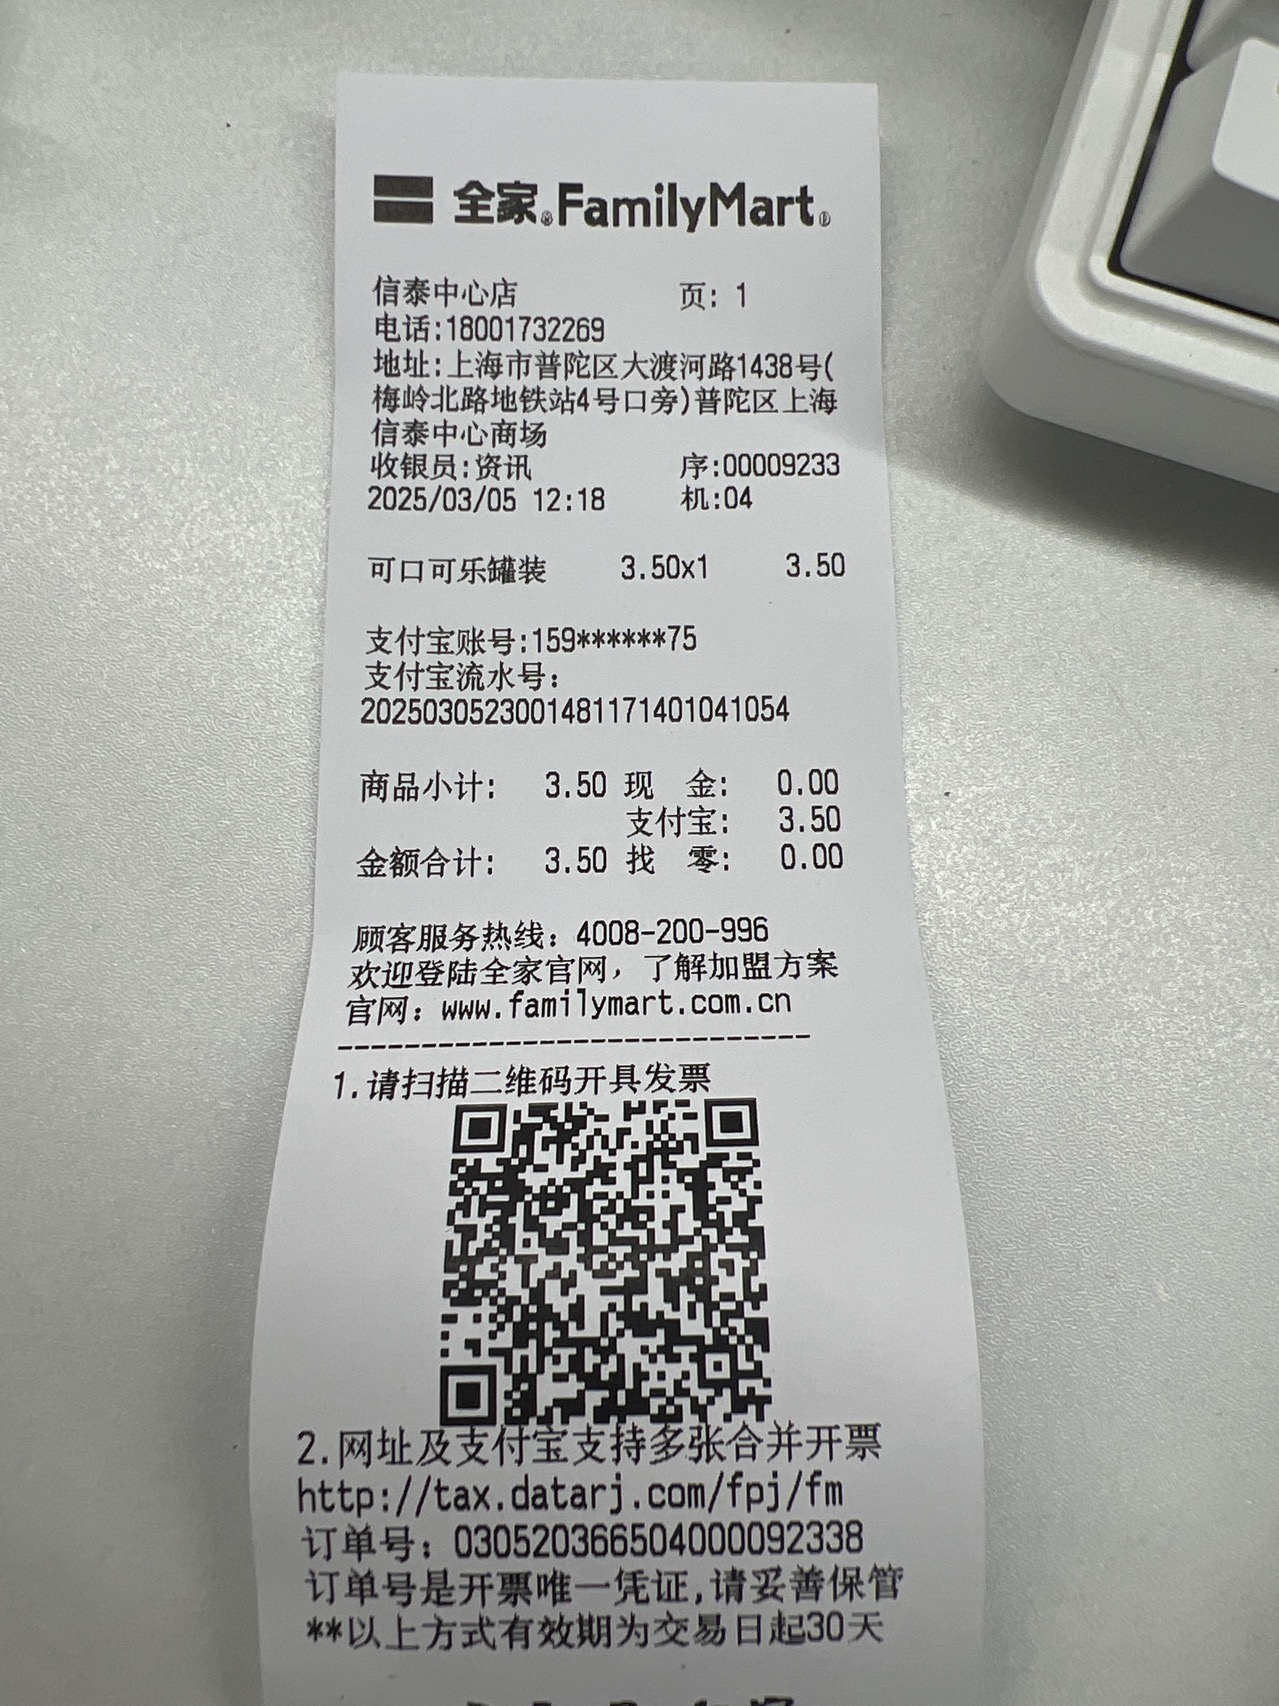 全家®FamilyMart®
信泰中心店 页: 1
电话:18001732269
地址:上海市普陀区大渡河路1438号(
梅岭北路地铁站4号口旁)普陀区上海
信泰中心商场
收银员:资讯 序:00009233
2025/03/05 12:18 机:04
可口可乐罐装 3.50x1 3.50
支付宝账号:159******75
支付宝流水号:
2025030523001481171401041054
商品小计: 3.50 现 金: 0.00
支付宝: 3.50
金额合计: 3.50 找 零: 0.00
顾客服务热线：4008-200-996
欢迎登陆全家官网，了解加盟方案
官网：www.familymart.com.cn
----------------------------
1.请扫描二维码开具发票
2.网址及支付宝支持多张合并开票
http://tax.datarj.com/fpj/fm
订单号：030520366504000092338
订单号是开票唯一凭证,请妥善保管
**以上方式有效期为交易日起30天